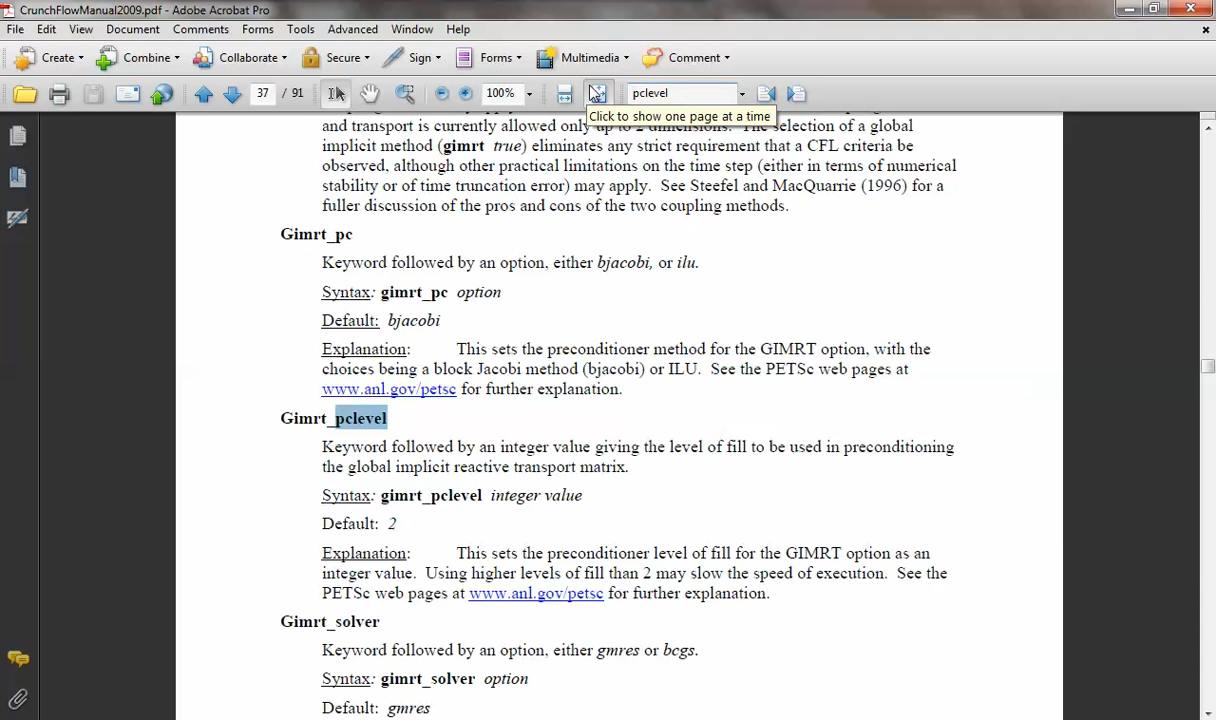 CrunchFlowManual2009.pdf - Adobe Acrobat Pro
File Edit View Document Comments Forms Tools Advanced Window Help
Create Combine Collaborate Secure Sign Forms Multimedia Comment
37 / 91 100% pclevel
Click to show one page at a time
and transport is currently allowed only up to 2 dimensions. The selection of a global
implicit method (gimrt true) eliminates any strict requirement that a CFL criteria be
observed, although other practical limitations on the time step (either in terms of numerical
stability or of time truncation error) may apply. See Steefel and MacQuarrie (1996) for a
fuller discussion of the pros and cons of the two coupling methods.
Gimrt_pc
Keyword followed by an option, either bjacobi, or ilu.
Syntax: gimrt_pc option
Default: bjacobi
Explanation: This sets the preconditioner method for the GIMRT option, with the
choices being a block Jacobi method (bjacobi) or ILU. See the PETSc web pages at
www.anl.gov/petsc for further explanation.
Gimrt_pclevel
Keyword followed by an integer value giving the level of fill to be used in preconditioning
the global implicit reactive transport matrix.
Syntax: gimrt_pclevel integer value
Default: 2
Explanation: This sets the preconditioner level of fill for the GIMRT option as an
integer value. Using higher levels of fill than 2 may slow the speed of execution. See the
PETSc web pages at www.anl.gov/petsc for further explanation.
Gimrt_solver
Keyword followed by an option, either gmres or bcgs.
Syntax: gimrt_solver option
Default: gmres